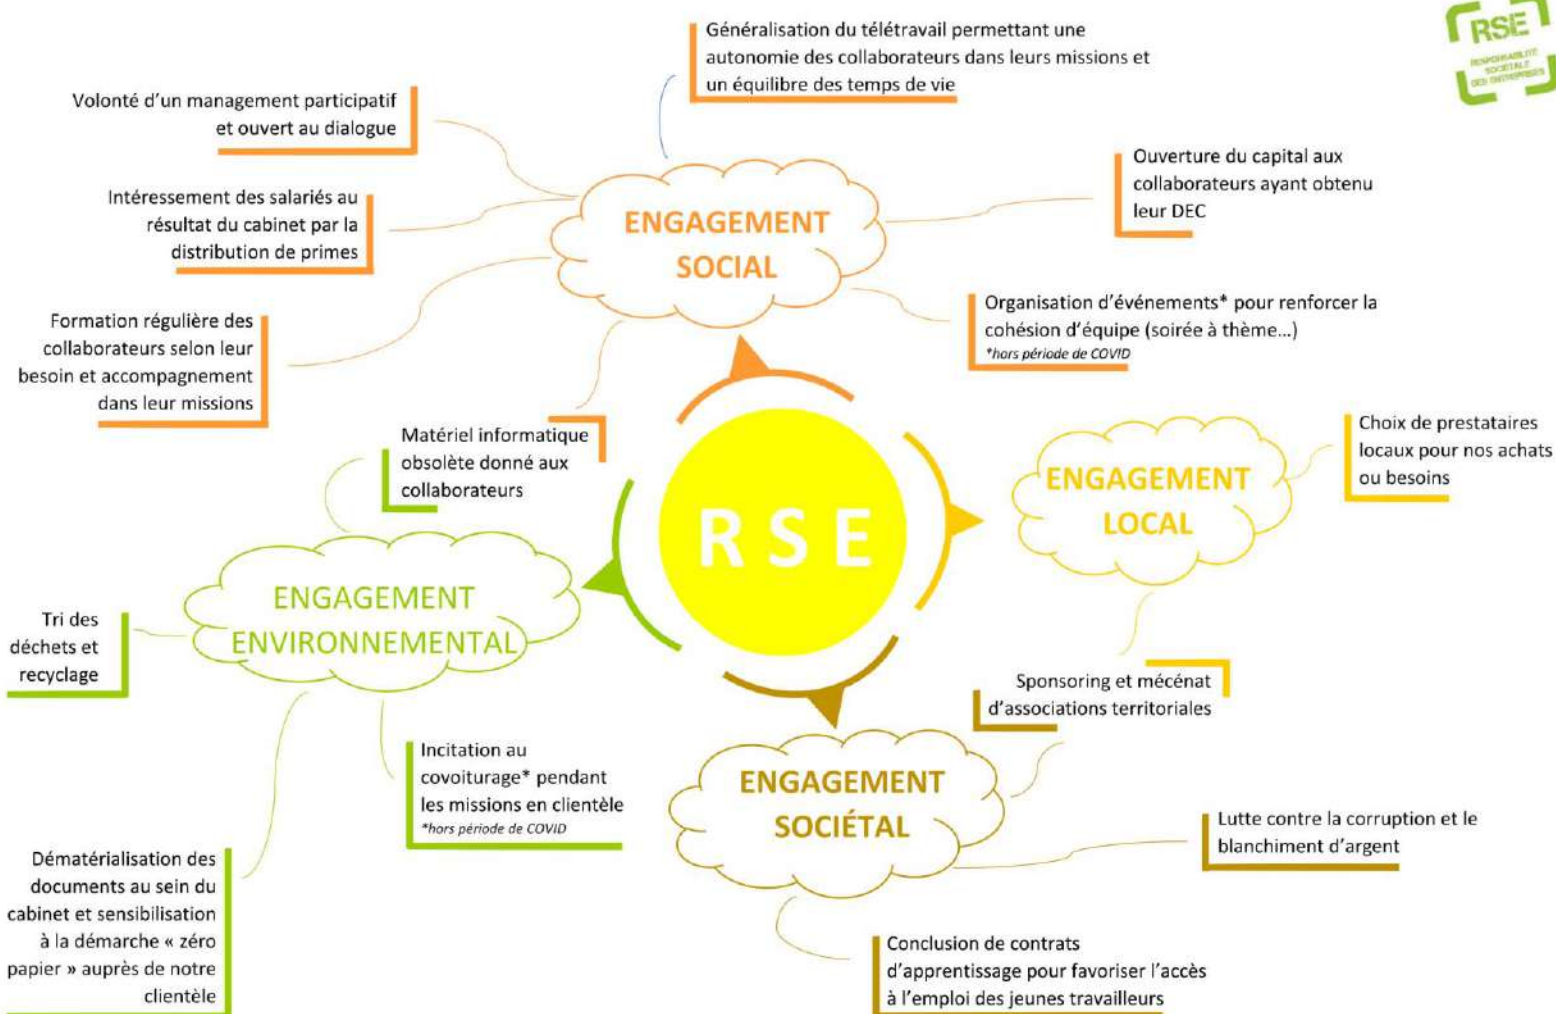 Généralisation du télétravail permettant une
autonomie des collaborateurs dans leurs missions et
un équilibre des temps de vie
RSE
RESPONSABILITÉ
SOCIÉTALE
DES ENTREPRISES
Volonté d'un management participatif
et ouvert au dialogue
Ouverture du capital aux
collaborateurs ayant obtenu
leur DEC
Intéressement des salariés au
résultat du cabinet par la
distribution de primes
ENGAGEMENT
SOCIAL
Organisation d'événements* pour renforcer la
cohésion d'équipe (soirée à thème...)
*hors période de COVID
Formation régulière des
collaborateurs selon leur
besoin et accompagnement
dans leur missions
Matériel informatique
obsolète donné aux
collaborateurs
Choix de prestataires
locaux pour nos achats
ou besoins
ENGAGEMENT
LOCAL
R S E
ENGAGEMENT
ENVIRONNEMENTAL
Tri des
déchets et
recyclage
Sponsoring et mécénat
d'associations territoriales
Incitation au
covoiturage* pendant
les missions en clientèle
*hors période de COVID
ENGAGEMENT
SOCIÉTAL
Lutte contre la corruption et le
blanchiment d'argent
Dématérialisation des
documents au sein du
cabinet et sensibilisation
à la démarche « zéro
papier » auprès de notre
clientèle
Conclusion de contrats
d'apprentissage pour favoriser l'accès
à l'emploi des jeunes travailleurs